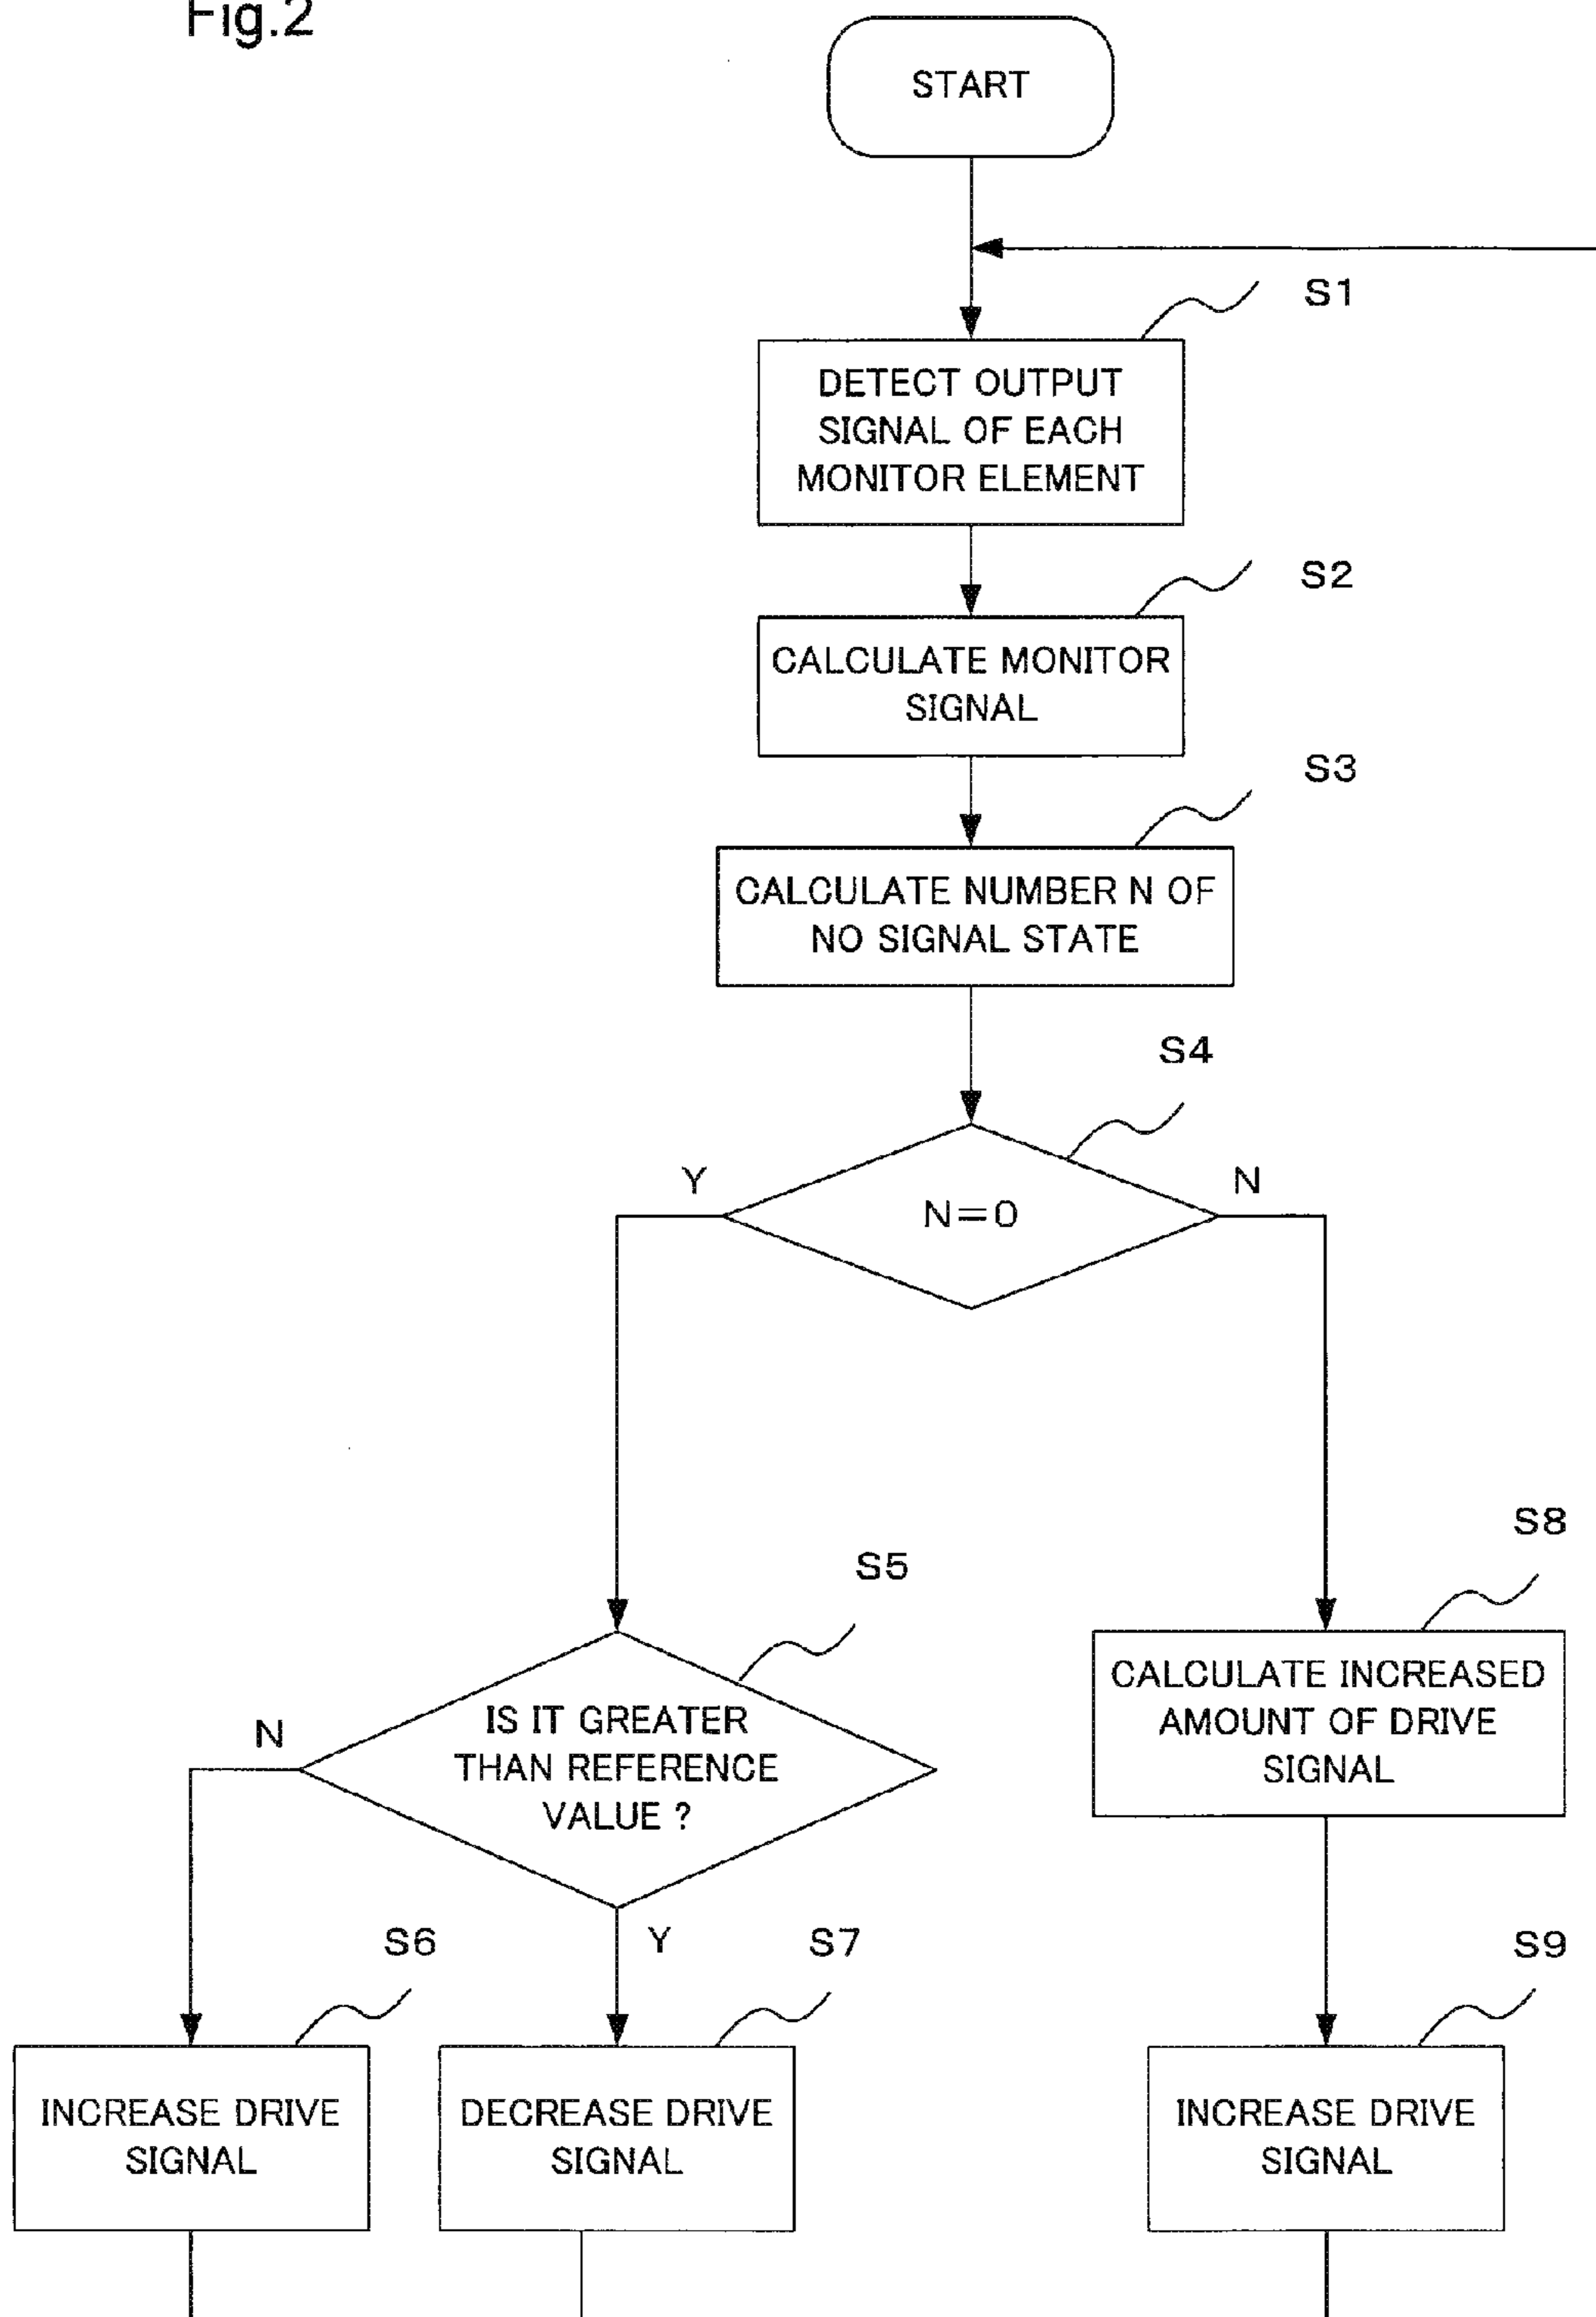 Fig.2
START
S1
DETECT OUTPUT
SIGNAL OF EACH
MONITOR ELEMENT
S2
CALCULATE MONITOR
SIGNAL
S3
CALCULATE NUMBER N OF
NO SIGNAL STATE
S4
Y
N
N=0
S8
S5
CALCULATE INCREASED
AMOUNT OF DRIVE
SIGNAL
N
IS IT GREATER
THAN REFERENCE
VALUE ?
S6
Y
S7
S9
INCREASE DRIVE
SIGNAL
DECREASE DRIVE
SIGNAL
INCREASE DRIVE
SIGNAL